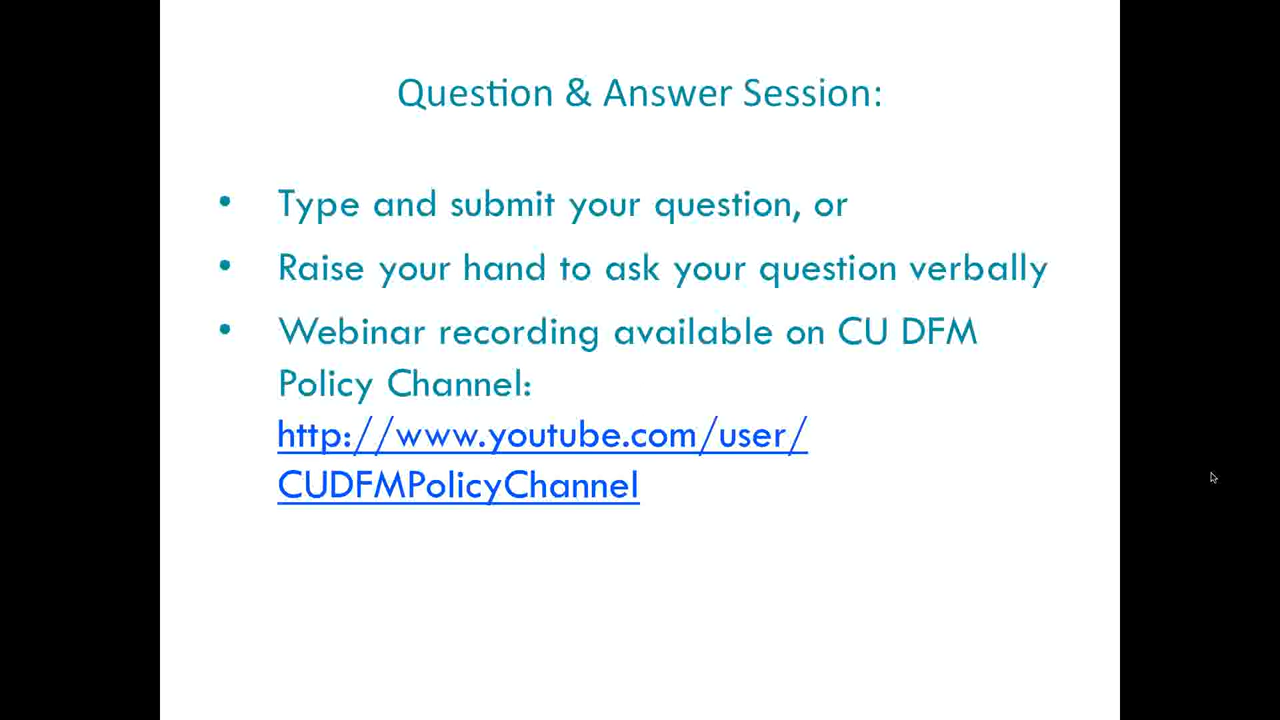 Question & Answer Session:
• Type and submit your question, or
• Raise your hand to ask your question verbally
• Webinar recording available on CU DFM
Policy Channel:
http://www.youtube.com/user/
CUDFMPolicyChannel